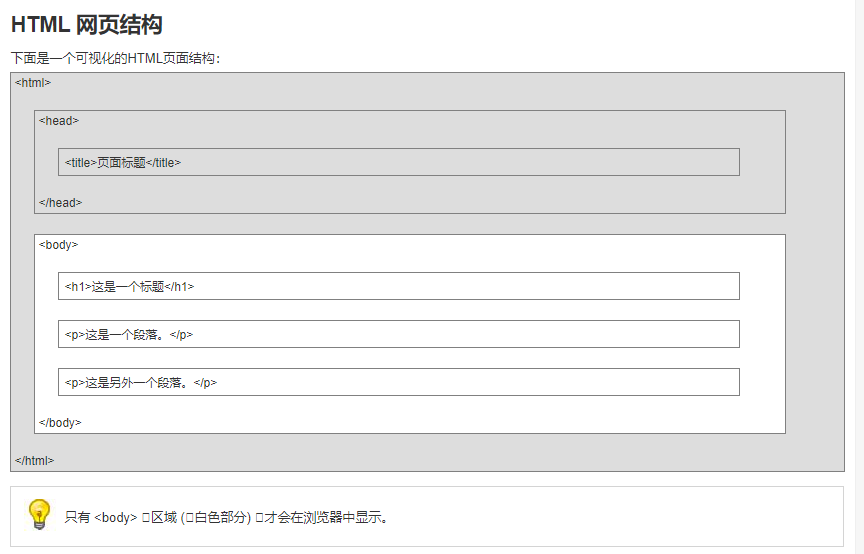 HTML 网页结构
下面是一个可视化的HTML页面结构：
<html>
<head>
<title>页面标题</title>
</head>
<body>
<h1>这是一个标题</h1>
<p>这是一个段落。</p>
<p>这是另外一个段落。</p>
</body>
</html>
只有 <body> 区域 (白色部分) 才会在浏览器中显示。